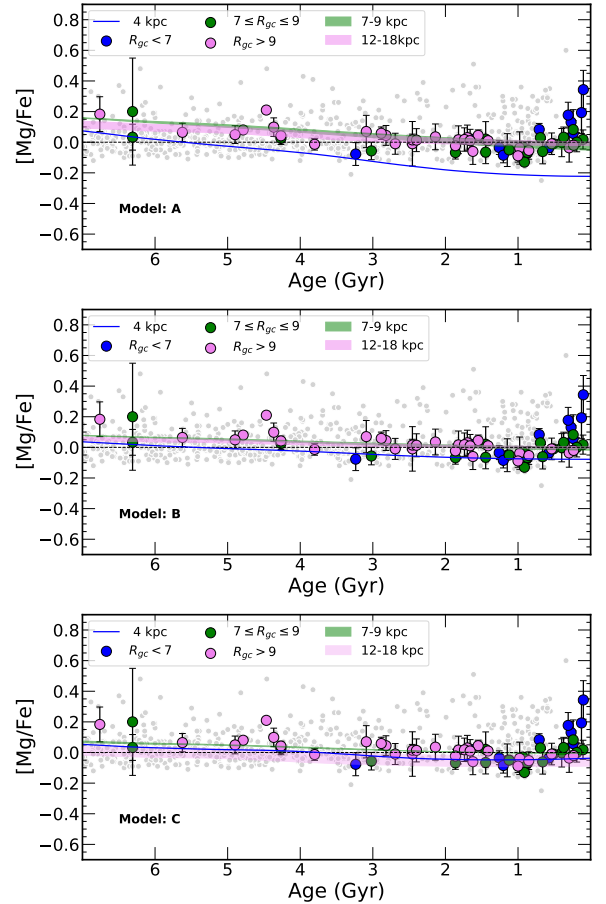 0.8
0.6
0.4
0.2
0.0
−0.2
−0.4
−0.6
[Mg/Fe]
4 kpc
7 ≤ R_gc ≤ 9
7-9 kpc
R_gc < 7
R_gc > 9
12-18kpc
Model: A
6 5 4 3 2 1
Age (Gyr)
0.8
0.6
0.4
0.2
0.0
−0.2
−0.4
−0.6
[Mg/Fe]
4 kpc
7 ≤ R_gc ≤ 9
7-9 kpc
R_gc < 7
R_gc > 9
12-18 kpc
Model: B
6 5 4 3 2 1
Age (Gyr)
0.8
0.6
0.4
0.2
0.0
−0.2
−0.4
−0.6
[Mg/Fe]
4 kpc
7 ≤ R_gc ≤ 9
7-9 kpc
R_gc < 7
R_gc > 9
12-18 kpc
Model: C
6 5 4 3 2 1
Age (Gyr)